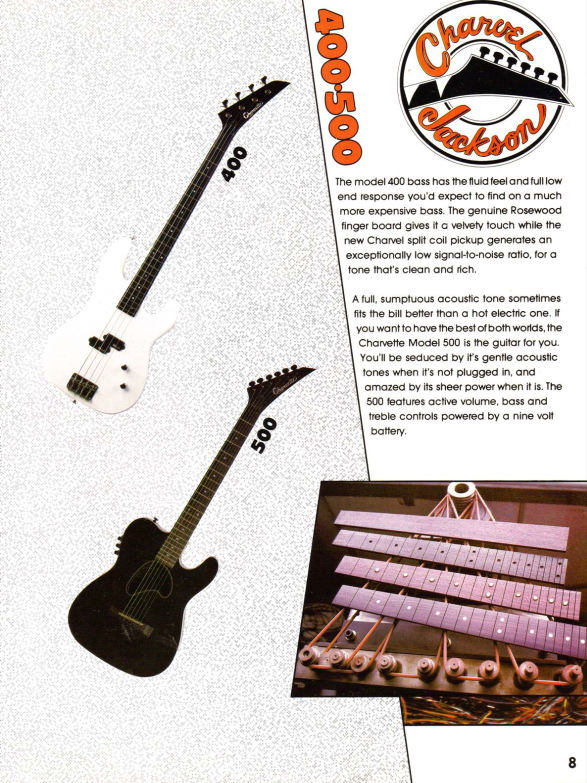 400·500
Charvel
Jackson
400
Charvette
500
Charvette
The model 400 bass has the fluid feel and full low
end response you'd expect to find on a much
more expensive bass. The genuine Rosewood
finger board gives it a velvety touch while the
new Charvel split coil pickup generates an
exceptionally low signal-to-noise ratio, for a
tone that's clean and rich.
A full, sumptuous acoustic tone sometimes
fits the bill better than a hot electric one. If
you want to have the best of both worlds, the
Charvette Model 500 is the guitar for you.
You'll be seduced by it's gentle acoustic
tones when it's not plugged in, and
amazed by its sheer power when it is. The
500 features active volume, bass and
treble controls powered by a nine volt
battery.
8